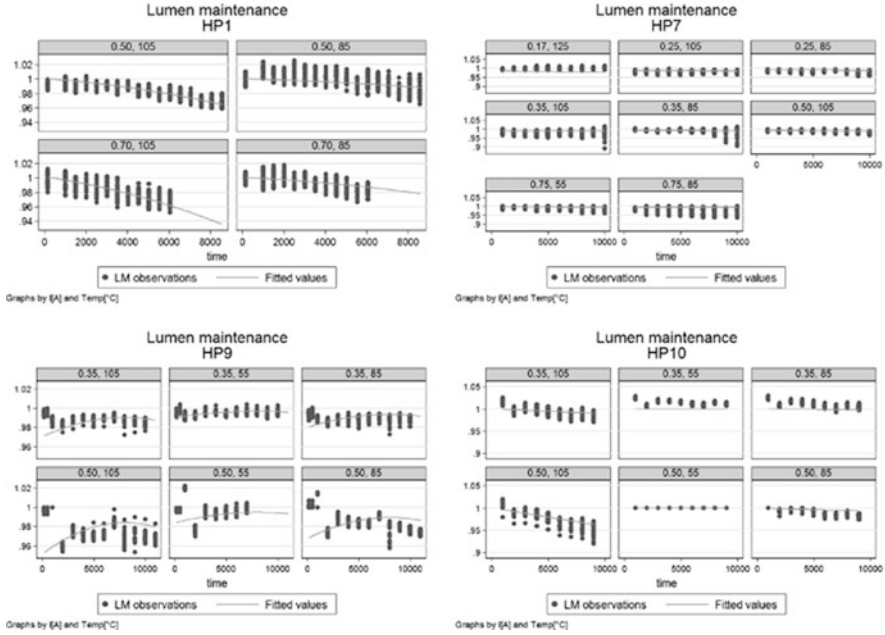 Lumen maintenance
HP1
0.50, 105
0.50, 85
1.02
1
.98
.96
.94
0.70, 105
0.70, 85
1.02
1
.98
.96
.94
0 2000 4000 6000 8000
0 2000 4000 6000 8000
time
LM observations
Fitted values
Graphs by I[A] and Temp[°C]
Lumen maintenance
HP7
0.17, 125
0.25, 105
0.25, 85
1.05
1
.95
.9
0.35, 105
0.35, 85
0.50, 105
1.05
1
.95
.9
0 5000 10000
0.75, 55
0.75, 85
1.05
1
.95
.9
0 5000 10000
0 5000 10000
time
LM observations
Fitted values
Graphs by I[A] and Temp[°C]
Lumen maintenance
HP9
0.35, 105
0.35, 55
0.35, 85
1.02
1
.98
.96
0.50, 105
0.50, 55
0.50, 85
1.02
1
.98
.96
0 5000 10000
0 5000 10000
0 5000 10000
time
LM observations
Fitted values
Graphs by I[A] and Temp[°C]
Lumen maintenance
HP10
0.35, 105
0.35, 55
0.35, 85
1.05
1
.95
.9
0.50, 105
0.50, 55
0.50, 85
1.05
1
.95
.9
0 5000 10000
0 5000 10000
0 5000 10000
time
LM observations
Fitted values
Graphs by I[A] and Temp[°C]